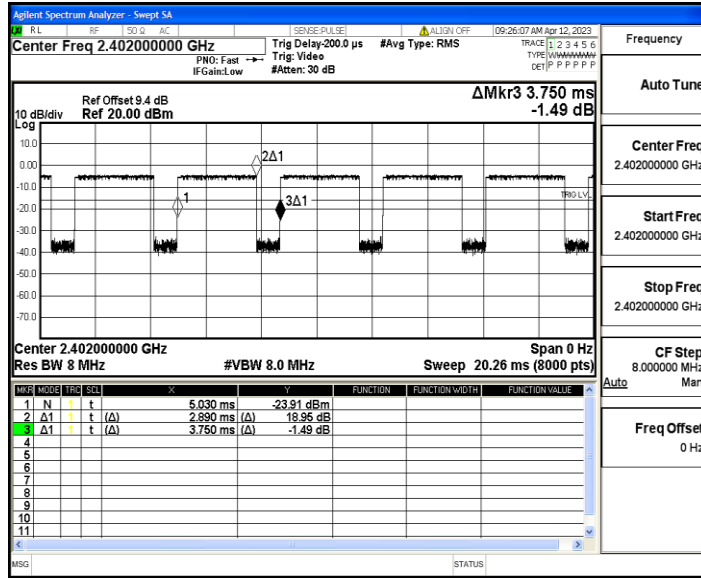 Agilent Spectrum Analyzer - Swept SA
RL RF 50 Ω AC SENSE:PULSE ALIGN OFF 09:26:07 AM Apr 12, 2023
Center Freq 2.402000000 GHz
PNO: Fast
IFGain:Low
Trig Delay-200.0 µs
Trig: Video
#Atten: 30 dB
#Avg Type: RMS
TRACE 1 2 3 4 5 6
TYPE
DET P P P P P P
Ref Offset 9.4 dB
Ref 20.00 dBm
10 dB/div
Log
ΔMkr3 3.750 ms
-1.49 dB
10.0
0.00
-10.0
-20.0
-30.0
-40.0
-50.0
-60.0
-70.0
1
2Δ1
3Δ1
TRIG LVL
Center 2.402000000 GHz Span 0 Hz
Res BW 8 MHz #VBW 8.0 MHz Sweep 20.26 ms (8000 pts)
MKR MODE TRC SCL X Y FUNCTION FUNCTION WIDTH FUNCTION VALUE
1 N 1 t 5.030 ms -23.91 dBm
2 Δ1 1 t (Δ) 2.890 ms (Δ) 18.95 dB
3 Δ1 1 t (Δ) 3.750 ms (Δ) -1.49 dB
4
5
6
7
8
9
10
11
MSG STATUS
Frequency
Auto Tune
Center Freq
2.402000000 GHz
Start Freq
2.402000000 GHz
Stop Freq
2.402000000 GHz
CF Step
8.000000 MHz
Auto Man
Freq Offset
0 Hz